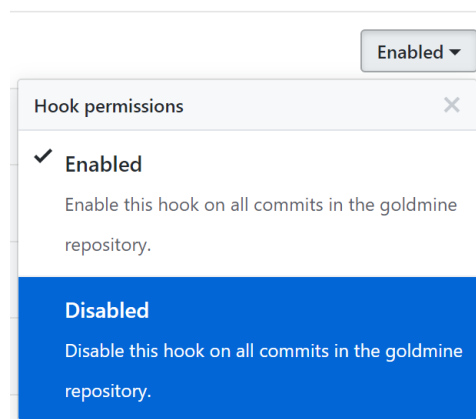 Enabled
Hook permissions
Enabled
Enable this hook on all commits in the goldmine
repository.
Disabled
Disable this hook on all commits in the goldmine
repository.